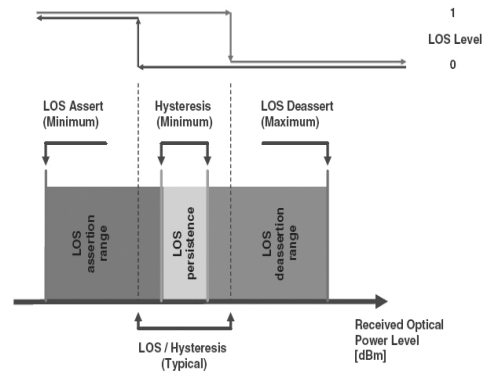 1
LOS Level
0
LOS Assert
(Minimum)
Hysteresis
(Minimum)
LOS Deassert
(Maximum)
LOS
assertion
range
LOS
persistence
LOS
deassertion
range
Received Optical
Power Level
[dBm]
LOS / Hysteresis
(Typical)